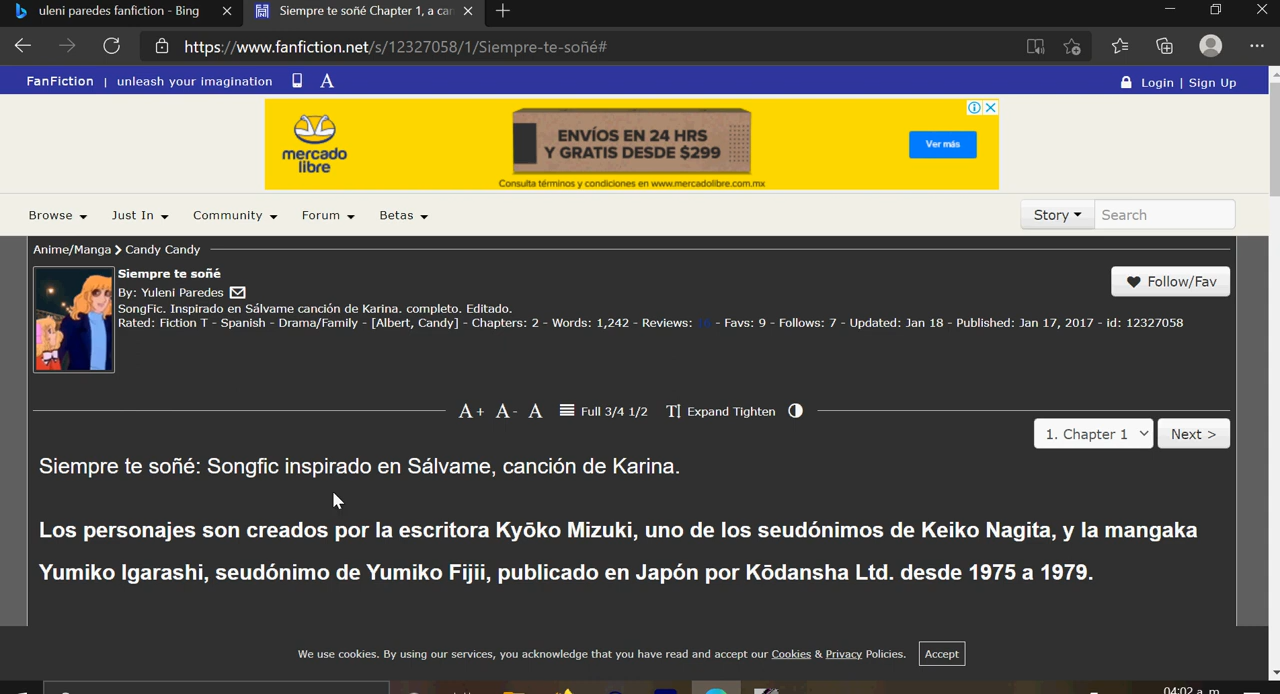 uleni paredes fanfiction - Bing
Siempre te soñé Chapter 1, a can
https://www.fanfiction.net/s/12327058/1/Siempre-te-soñé#
FanFiction | unleash your imagination A
Login | Sign Up
mercado libre
ENVÍOS EN 24 HRS
Y GRATIS DESDE $299
Consulta términos y condiciones en www.mercadolibre.com.mx
Ver más
Browse Just In Community Forum Betas
Story Search
Anime/Manga > Candy Candy
Siempre te soñé
Follow/Fav
By: Yuleni Paredes
SongFic. Inspirado en Sálvame canción de Karina. completo. Editado.
Rated: Fiction T - Spanish - Drama/Family - [Albert, Candy] - Chapters: 2 - Words: 1,242 - Reviews: - Favs: 9 - Follows: 7 - Updated: Jan 18 - Published: Jan 17, 2017 - id: 12327058
A+ A- A Full 3/4 1/2 Expand Tighten
1. Chapter 1 Next >
Siempre te soñé: Songfic inspirado en Sálvame, canción de Karina.
Los personajes son creados por la escritora Kyōko Mizuki, uno de los seudónimos de Keiko Nagita, y la mangaka
Yumiko Igarashi, seudónimo de Yumiko Fijii, publicado en Japón por Kōdansha Ltd. desde 1975 a 1979.
We use cookies. By using our services, you acknowledge that you have read and accept our Cookies & Privacy Policies. Accept
04:02 a. m.